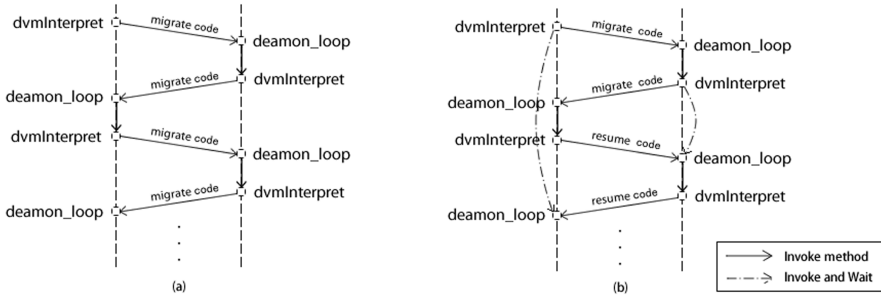 dvmInterpret
migrate code
deamon_loop
dvmInterpret
migrate code
deamon_loop
dvmInterpret
migrate code
deamon_loop
dvmInterpret
migrate code
deamon_loop
(a)
dvmInterpret
migrate code
deamon_loop
dvmInterpret
migrate code
deamon_loop
dvmInterpret
resume code
deamon_loop
dvmInterpret
resume code
deamon_loop
(b)
Invoke method
Invoke and Wait